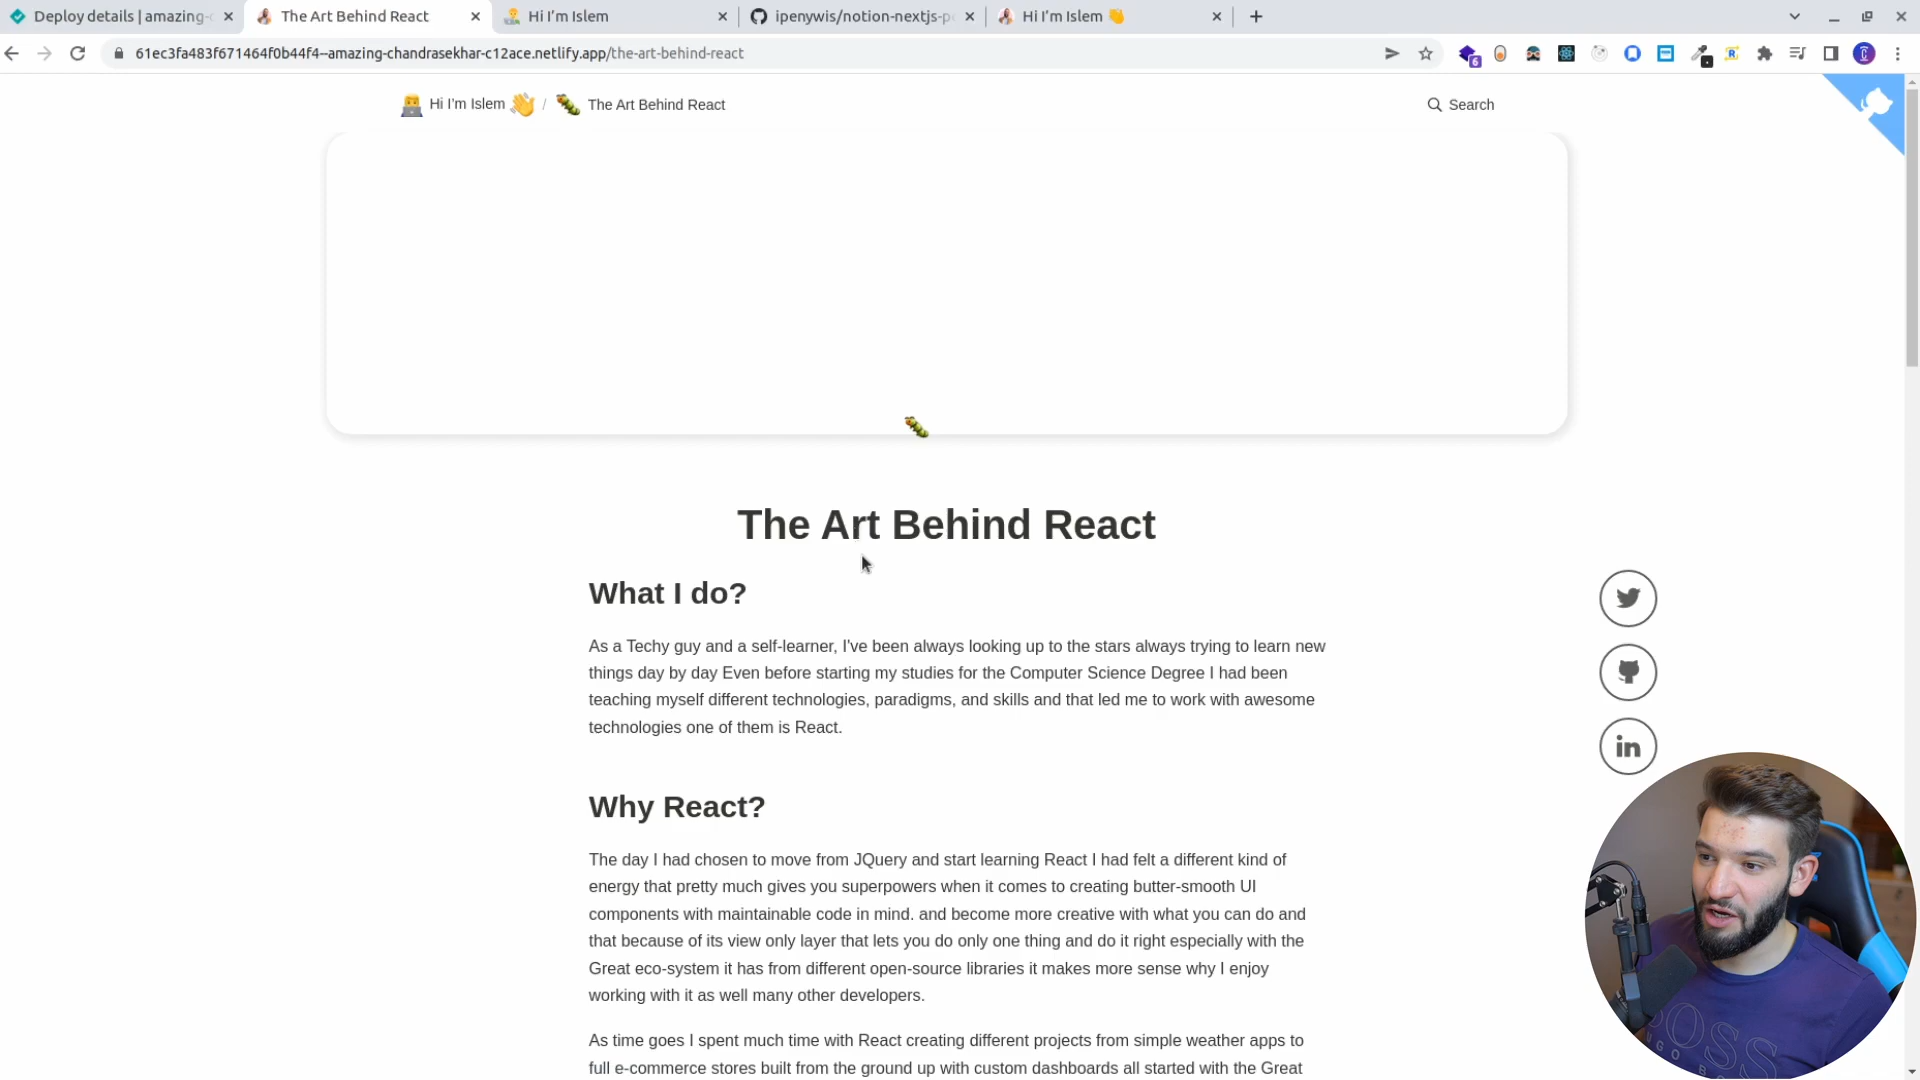 Deploy details | amazing-
The Art Behind React
Hi I'm Islem
ipenywis/notion-nextjs-p
Hi I'm Islem 👋
61ec3fa483f671464f0b44f4--amazing-chandrasekhar-c12ace.netlify.app/the-art-behind-react
6
Hi I'm Islem 👋 / 🐛 The Art Behind React
Search
The Art Behind React
What I do?
As a Techy guy and a self-learner, I've been always looking up to the stars always trying to learn new
things day by day Even before starting my studies for the Computer Science Degree I had been
teaching myself different technologies, paradigms, and skills and that led me to work with awesome
technologies one of them is React.
Why React?
The day I had chosen to move from JQuery and start learning React I had felt a different kind of
energy that pretty much gives you superpowers when it comes to creating butter-smooth UI
components with maintainable code in mind. and become more creative with what you can do and
that because of its view only layer that lets you do only one thing and do it right especially with the
Great eco-system it has from different open-source libraries it makes more sense why I enjoy
working with it as well many other developers.
As time goes I spent much time with React creating different projects from simple weather apps to
full e-commerce stores built from the ground up with custom dashboards all started with the Great
in
BOSS